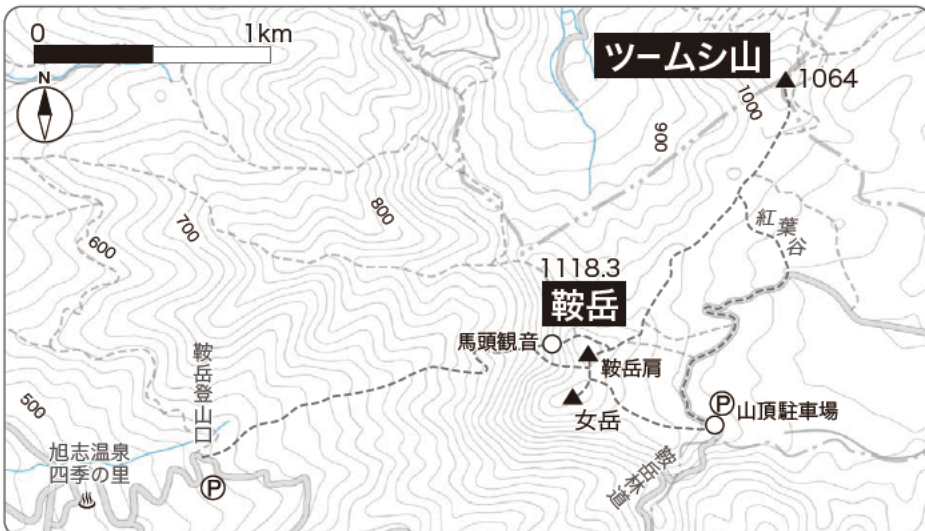 0 1km
N
ツームシ山
1064
1000
900
紅葉谷
800
700
600
500
1118.3
鞍岳
馬頭観音
鞍岳肩
女岳
P 山頂駐車場
鞍岳林道
鞍岳登山口
旭志温泉
四季の里
P